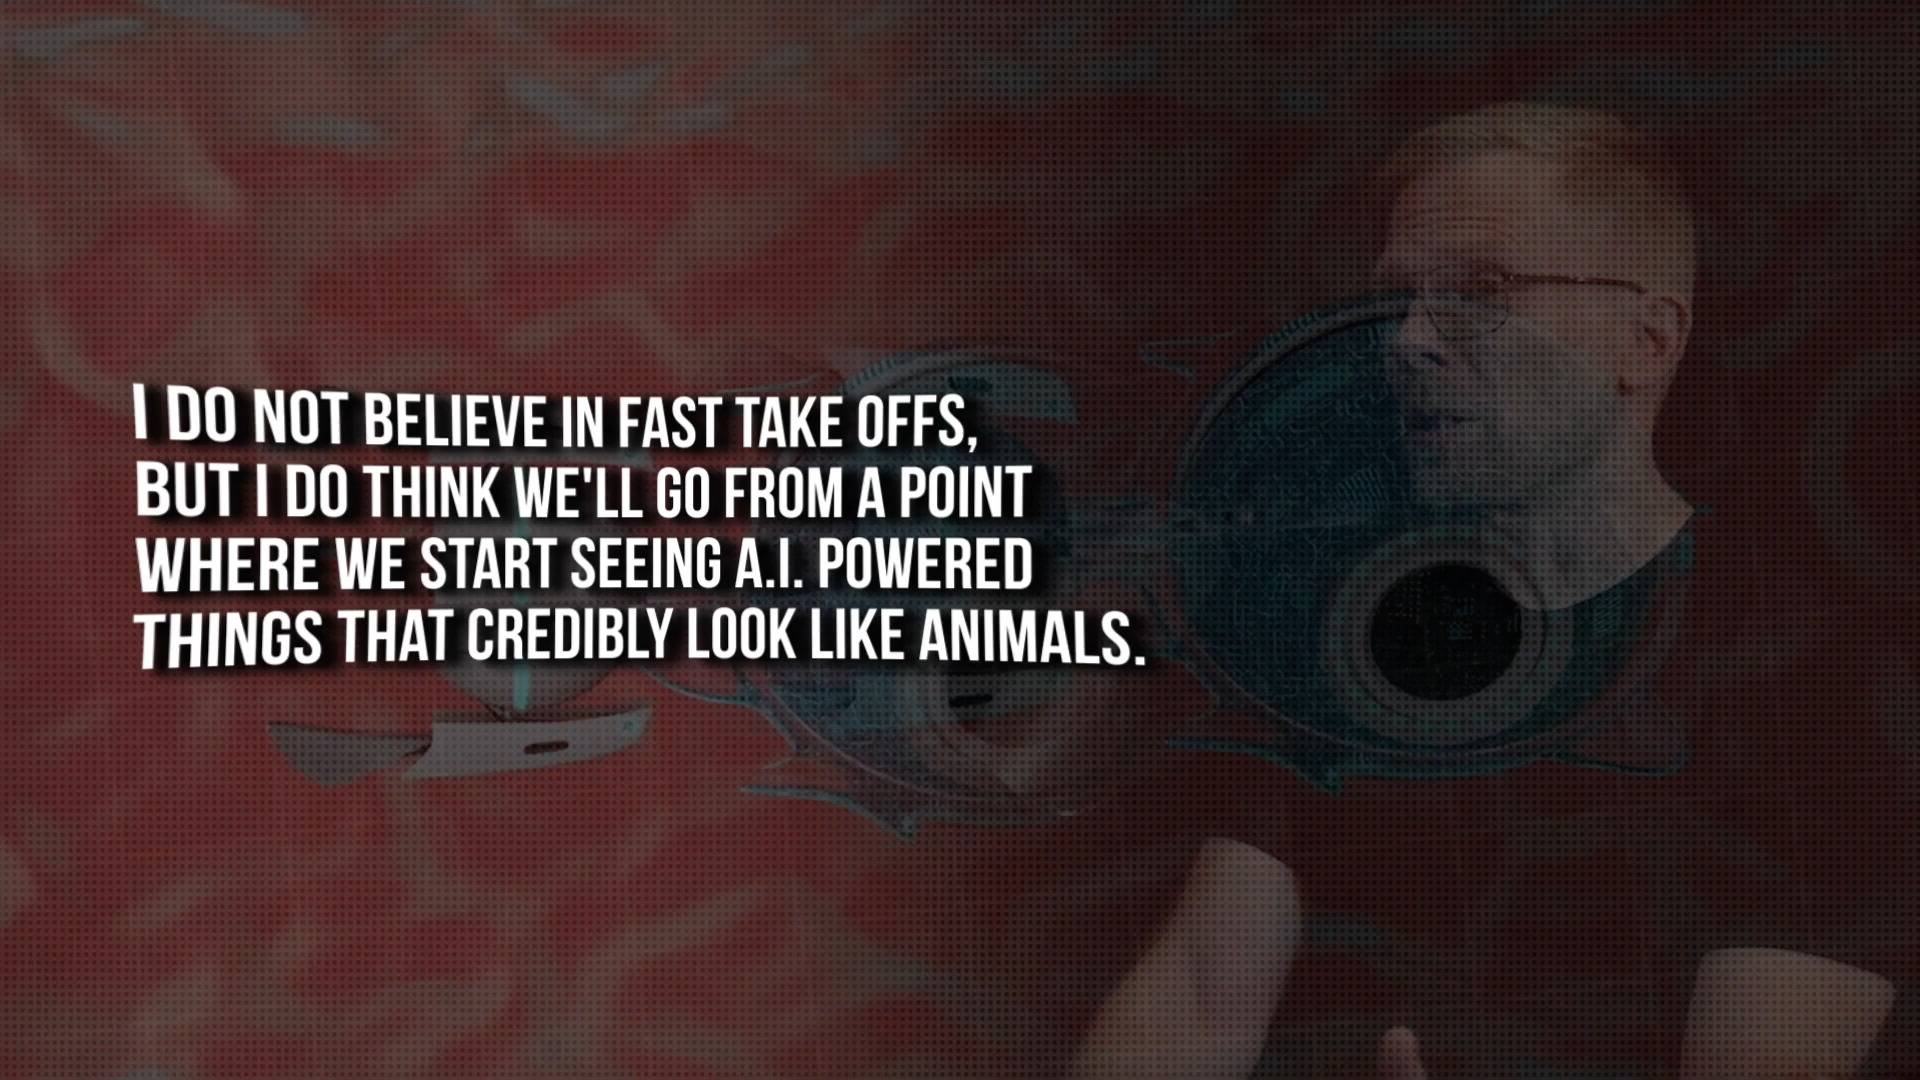 I DO NOT BELIEVE IN FAST TAKE OFFS,
BUT I DO THINK WE'LL GO FROM A POINT
WHERE WE START SEEING A.I. POWERED
THINGS THAT CREDIBLY LOOK LIKE ANIMALS.